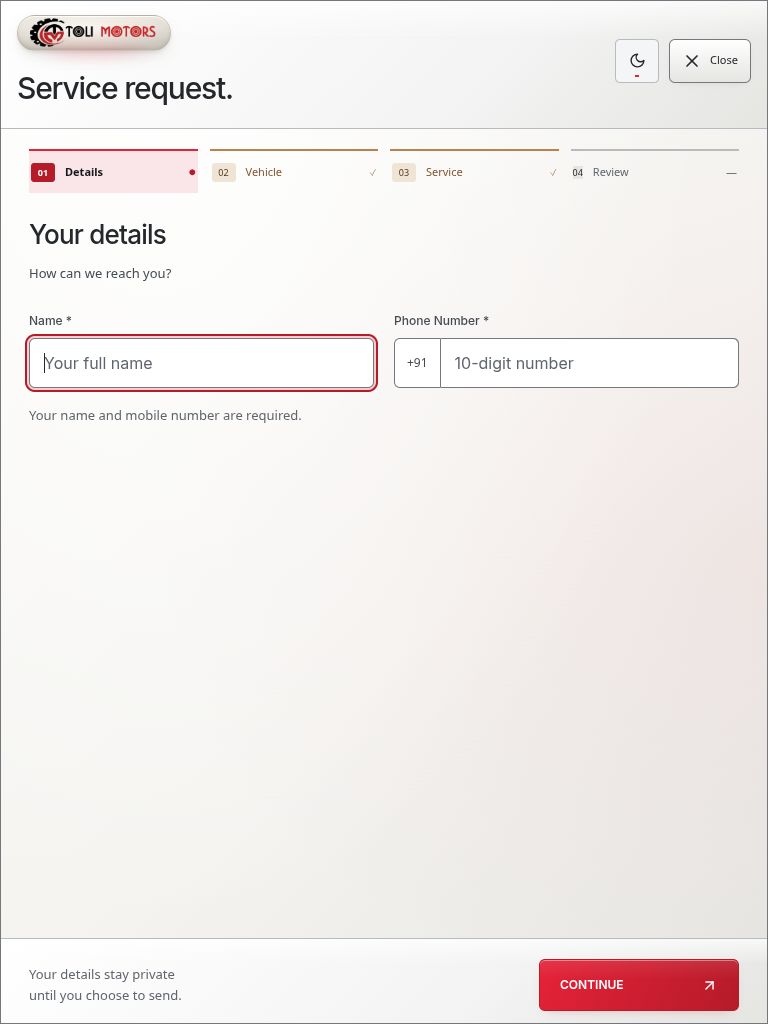 TOLI MOTORS
Service request.
Close
01 Details
02 Vehicle ✓
03 Service ✓
04 Review —
Your details
How can we reach you?
Name *
Phone Number *
Your full name
+91 10-digit number
Your name and mobile number are required.
Your details stay private
until you choose to send.
CONTINUE